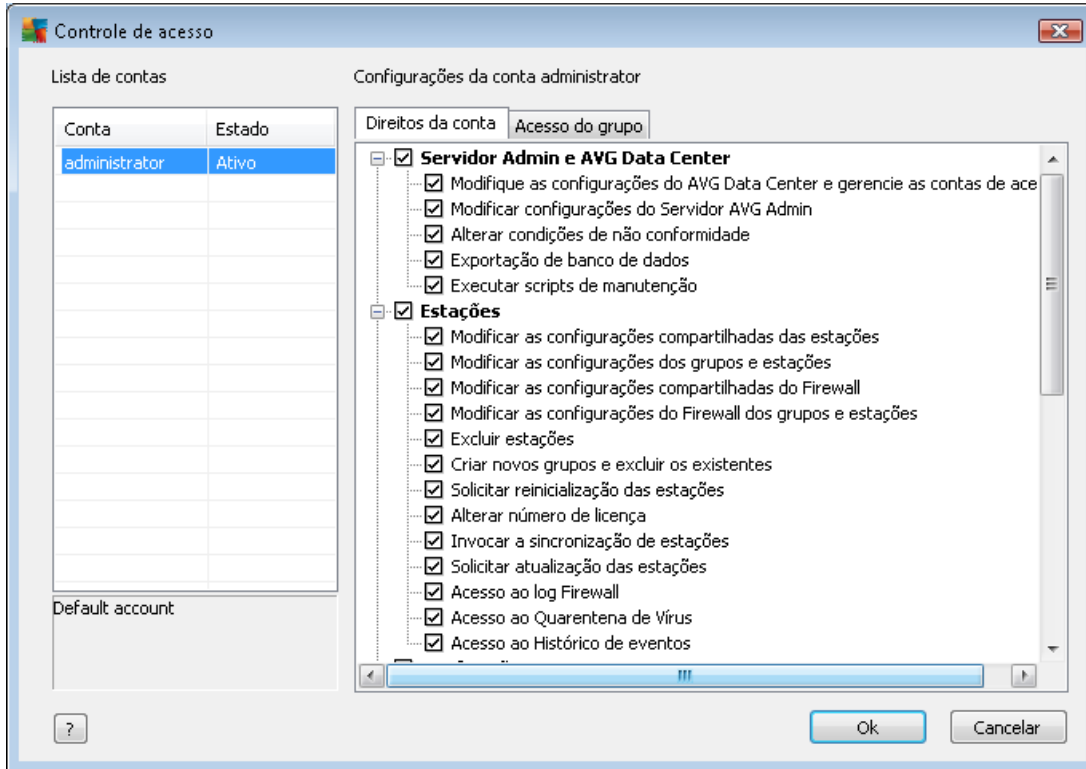 Controle de acesso
Lista de contas
Configurações da conta administrator
Conta Estado
administrator Ativo
Default account
Direitos da conta Acesso do grupo
Servidor Admin e AVG Data Center
Modifique as configurações do AVG Data Center e gerencie as contas de ace
Modificar configurações do Servidor AVG Admin
Alterar condições de não conformidade
Exportação de banco de dados
Executar scripts de manutenção
Estações
Modificar as configurações compartilhadas das estações
Modificar as configurações dos grupos e estações
Modificar as configurações compartilhadas do Firewall
Modificar as configurações do Firewall dos grupos e estações
Excluir estações
Criar novos grupos e excluir os existentes
Solicitar reinicialização das estações
Alterar número de licença
Invocar a sincronização de estações
Solicitar atualização das estações
Acesso ao log Firewall
Acesso ao Quarentena de Vírus
Acesso ao Histórico de eventos
?
Ok
Cancelar